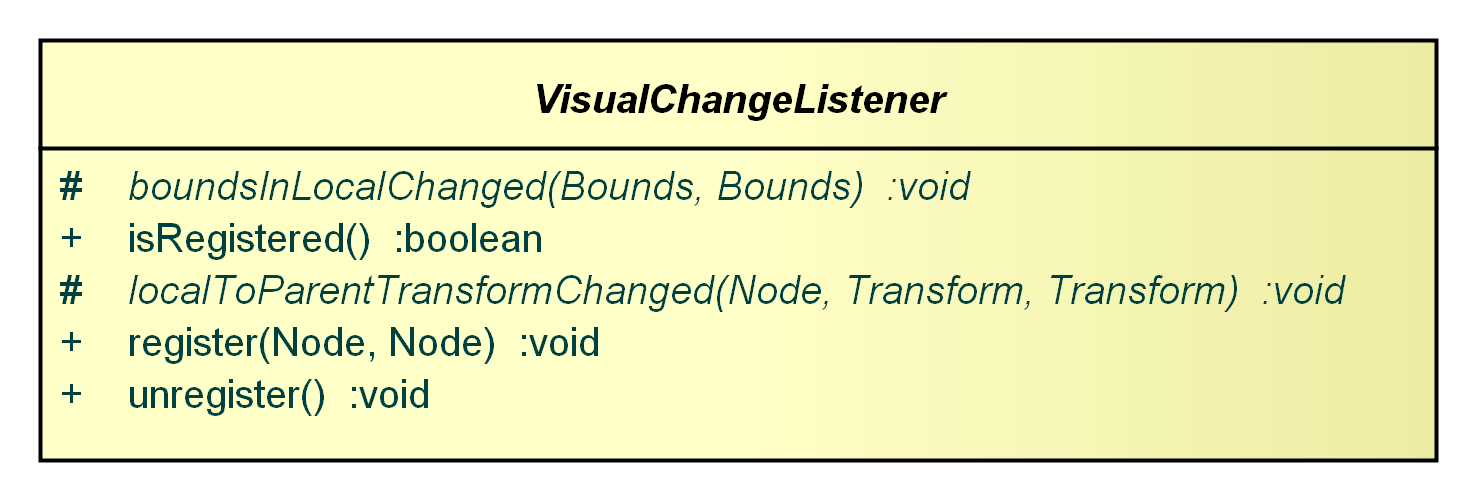 VisualChangeListener
# boundsInLocalChanged(Bounds, Bounds) :void
+ isRegistered() :boolean
# localToParentTransformChanged(Node, Transform, Transform) :void
+ register(Node, Node) :void
+ unregister() :void